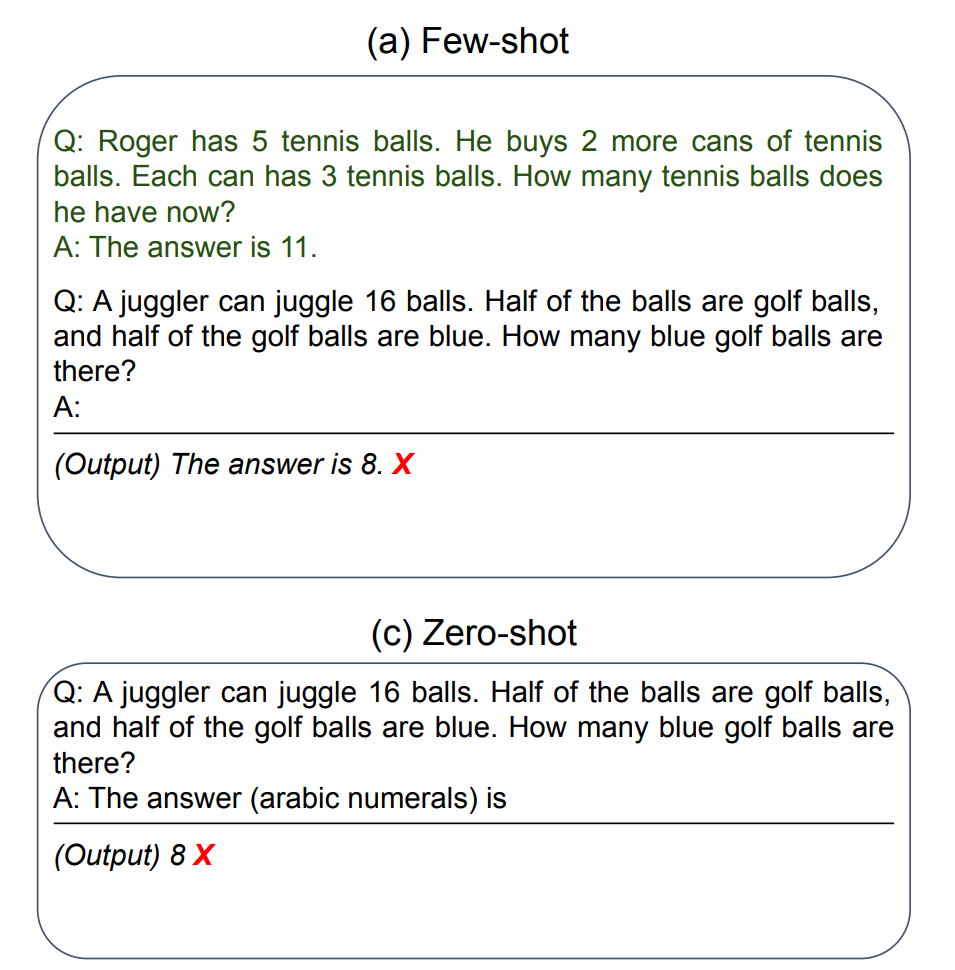 (a) Few-shot
Q: Roger has 5 tennis balls. He buys 2 more cans of tennis
balls. Each can has 3 tennis balls. How many tennis balls does
he have now?
A: The answer is 11.
Q: A juggler can juggle 16 balls. Half of the balls are golf balls,
and half of the golf balls are blue. How many blue golf balls are
there?
A:
(Output) The answer is 8. X
(c) Zero-shot
Q: A juggler can juggle 16 balls. Half of the balls are golf balls,
and half of the golf balls are blue. How many blue golf balls are
there?
A: The answer (arabic numerals) is
(Output) 8 X